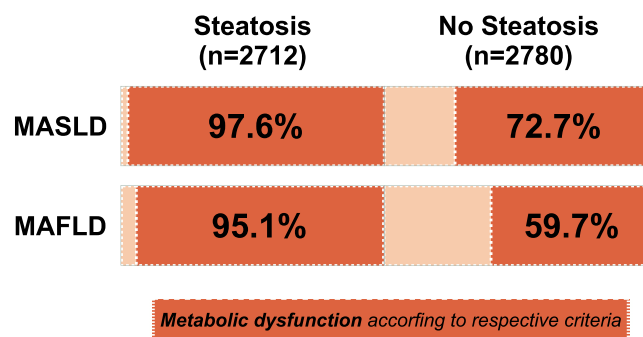 Steatosis No Steatosis
(n=2712) (n=2780)
MASLD 97.6% 72.7%
MAFLD 95.1% 59.7%
Metabolic dysfunction accorfing to respective criteria